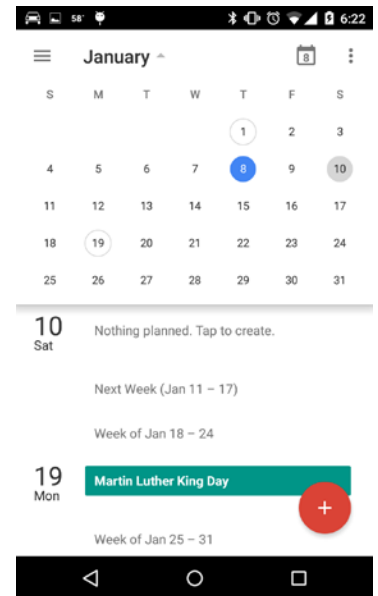 58° 6:22
January 8
S M T W T F S
1 2 3
4 5 6 7 8 9 10
11 12 13 14 15 16 17
18 19 20 21 22 23 24
25 26 27 28 29 30 31
10 Nothing planned. Tap to create.
Sat
Next Week (Jan 11 – 17)
Week of Jan 18 – 24
19 Martin Luther King Day
Mon
+
Week of Jan 25 – 31